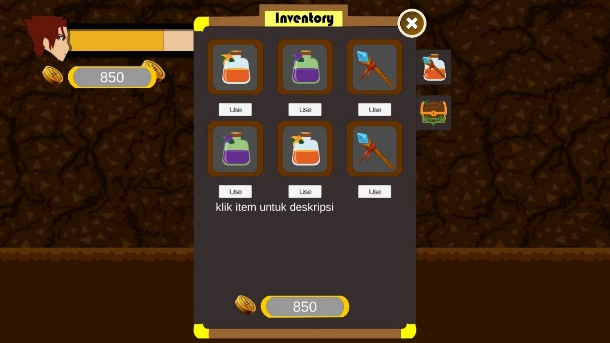 Inventory
850
Use Use Use
Use Use Use
klik item untuk deskripsi
850